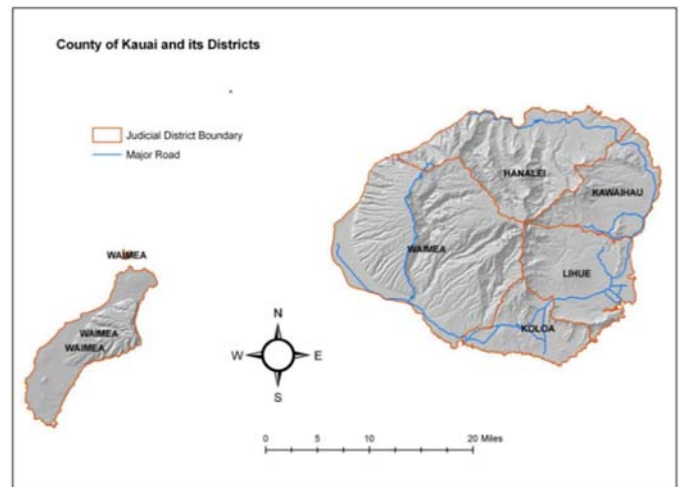 County of Kauai and its Districts
Judicial District Boundary
Major Road
HANALEI
KAWAIHAU
WAIMEA
WAIMEA
LIHUE
WAIMEA
WAIMEA
KOLOA
N
W E
S
0 5 10 20 Miles